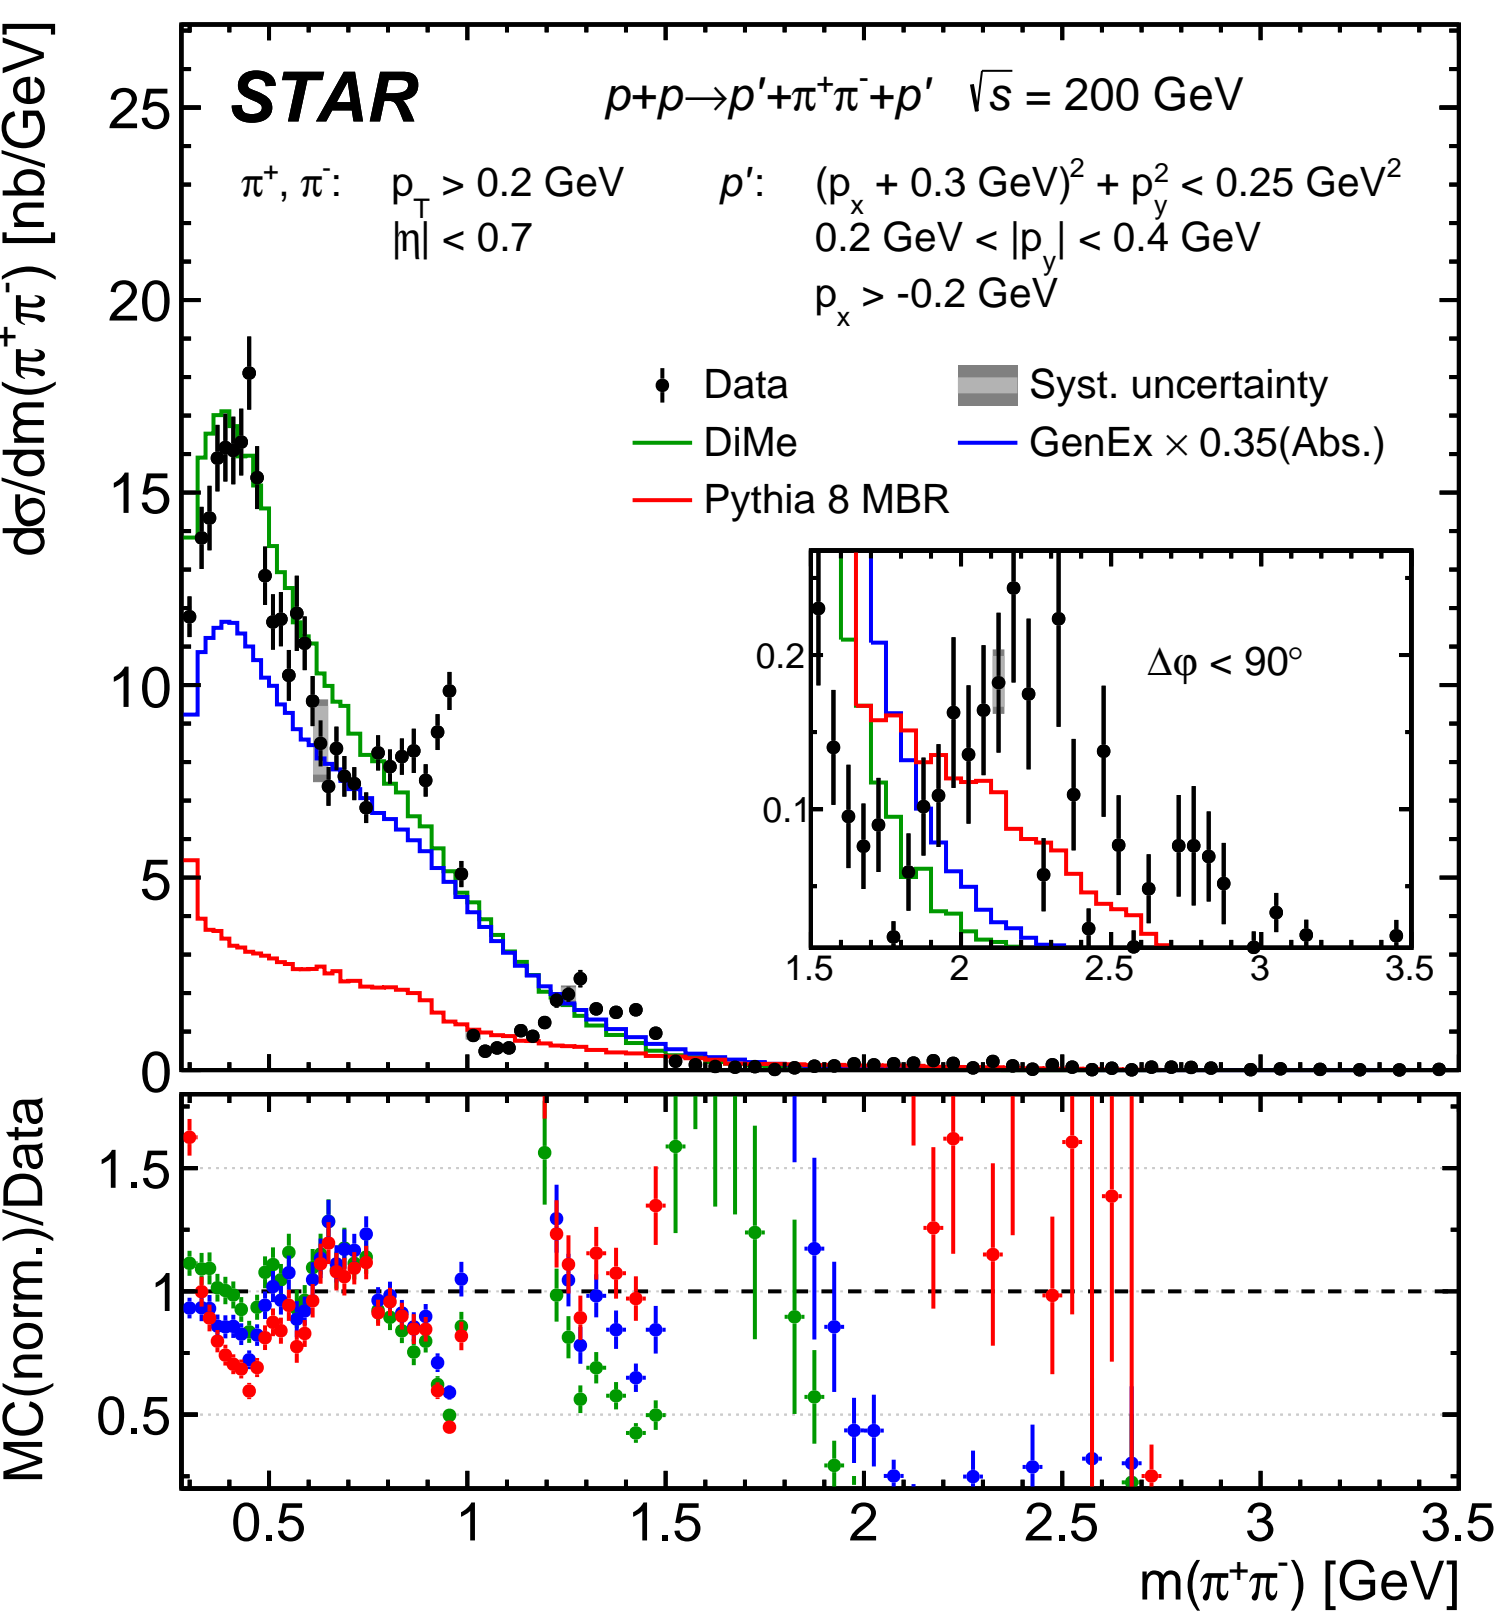 STAR
p+p→p′+π⁺π⁻+p′ √s = 200 GeV
π⁺, π⁻: p_T > 0.2 GeV p′: (p_x + 0.3 GeV)² + p_y² < 0.25 GeV²
|η| < 0.7 0.2 GeV < |p_y| < 0.4 GeV
p_x > -0.2 GeV
Data Syst. uncertainty
DiMe GenEx × 0.35(Abs.)
Pythia 8 MBR
dσ/dm(π⁺π⁻) [nb/GeV]
25
20
15
10
5
0
Δφ < 90°
0.2
0.1
1.5 2 2.5 3 3.5
MC(norm.)/Data
1.5
1
0.5
0.5 1 1.5 2 2.5 3 3.5
m(π⁺π⁻) [GeV]